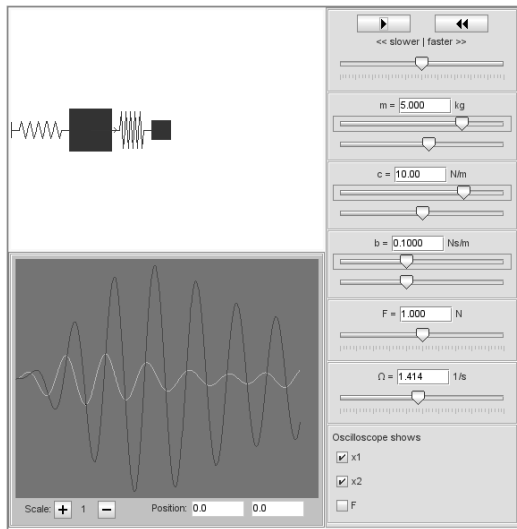 << slower | faster >>
m = 5.000 kg
c = 10.00 N/m
b = 0.1000 Ns/m
F = 1.000 N
Ω = 1.414 1/s
Oscilloscope shows
x1
x2
F
Scale: + 1 − Position: 0.0 0.0